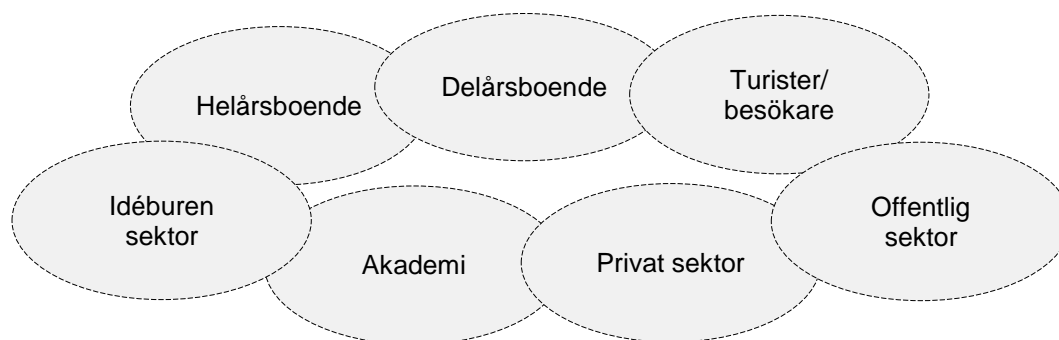 Helårsboende
Delårsboende
Turister/
besökare
Idéburen
sektor
Akademi
Privat sektor
Offentlig
sektor